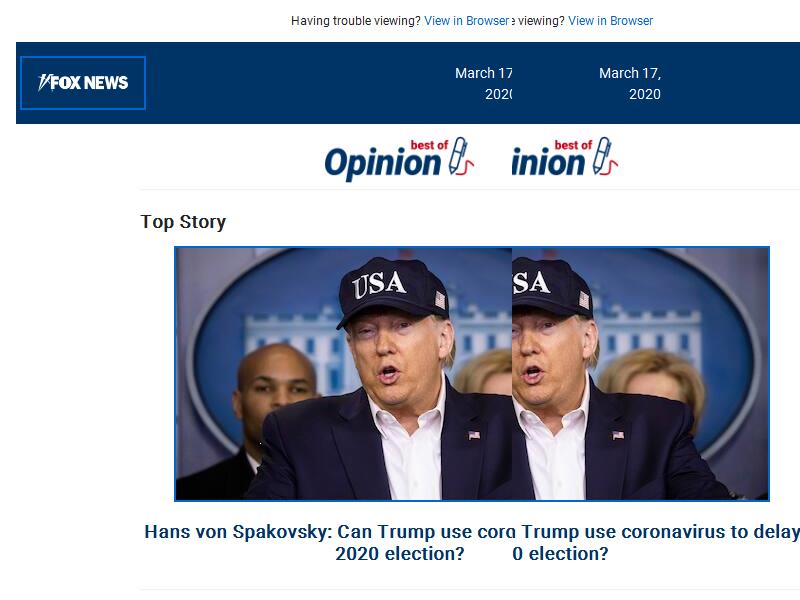 Having trouble viewing? View in Browser e viewing? View in Browser
FOX NEWS
March 17 March 17,
2020 2020
best of best of
Opinion inion
Top Story
USA SA
Hans von Spakovsky: Can Trump use coro Trump use coronavirus to delay
2020 election? 0 election?